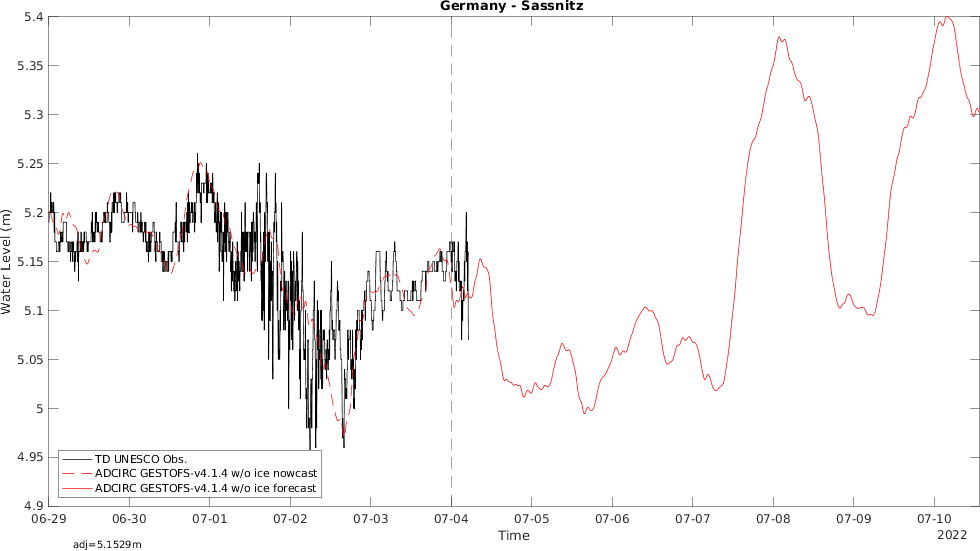 Germany - Sassnitz
5.4
5.35
5.3
5.25
5.2
5.15
5.1
5.05
5
4.95
4.9
Water Level (m)
TD UNESCO Obs.
ADCIRC GESTOFS-v4.1.4 w/o ice nowcast
ADCIRC GESTOFS-v4.1.4 w/o ice forecast
06-29 06-30 07-01 07-02 07-03 07-04 07-05 07-06 07-07 07-08 07-09 07-10
Time
2022
adj=5.1529m